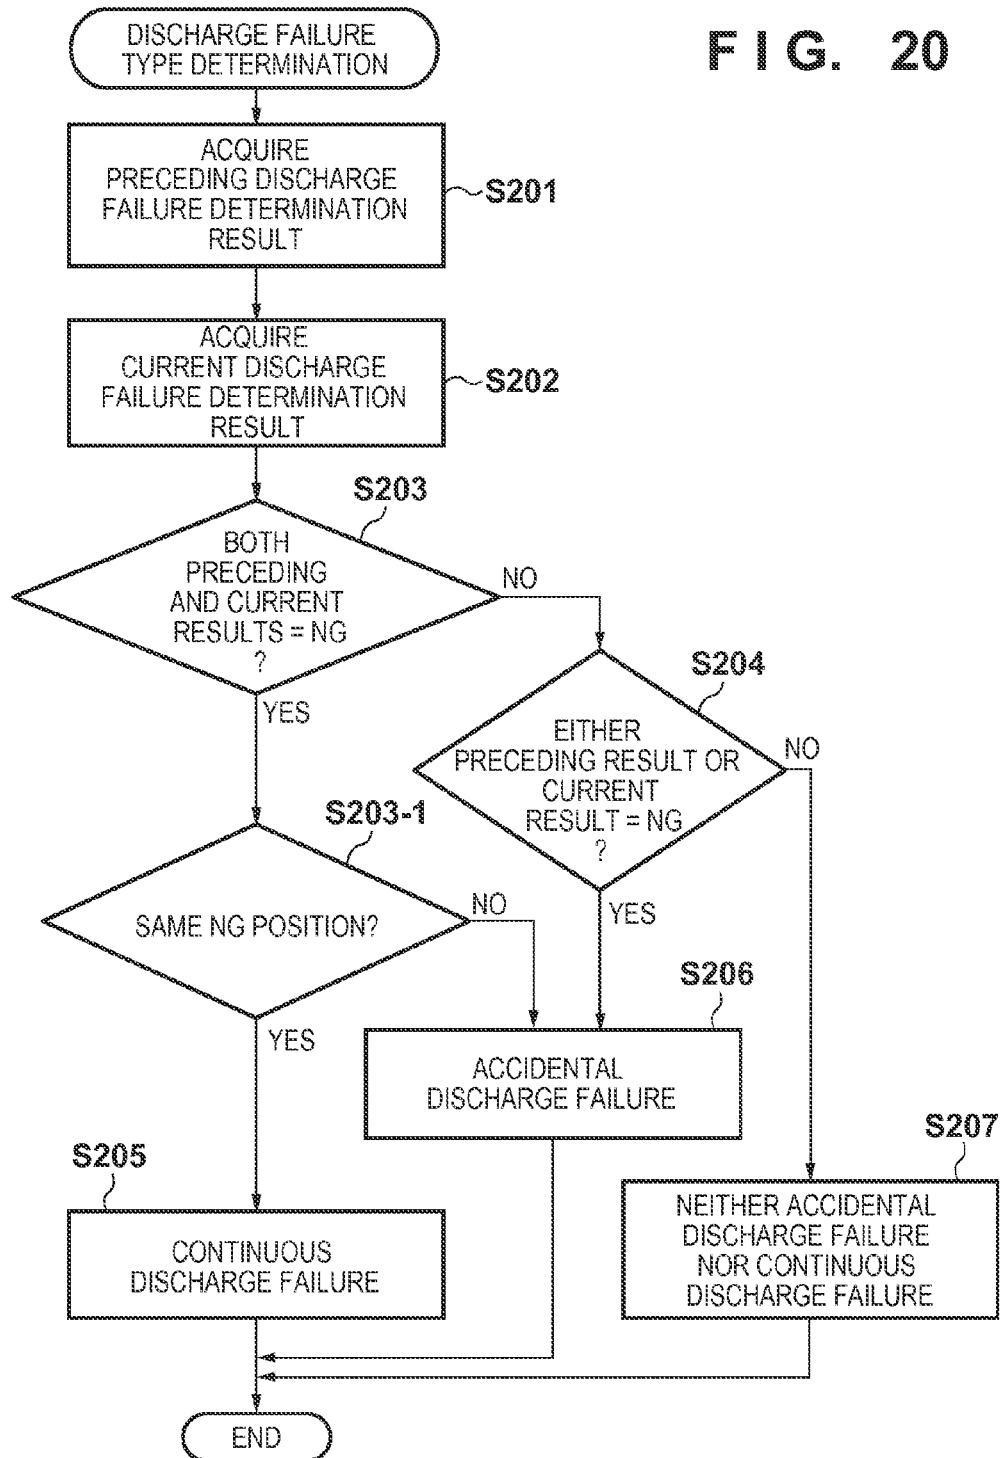 FIG. 20
DISCHARGE FAILURE
TYPE DETERMINATION
ACQUIRE
PRECEDING DISCHARGE
FAILURE DETERMINATION
RESULT
S201
ACQUIRE
CURRENT DISCHARGE
FAILURE DETERMINATION
RESULT
S202
S203
BOTH
PRECEDING
AND CURRENT
RESULTS = NG
?
NO
YES
S204
EITHER
PRECEDING RESULT OR
CURRENT
RESULT = NG
?
NO
YES
S203-1
SAME NG POSITION?
NO
YES
S206
ACCIDENTAL
DISCHARGE FAILURE
S205
CONTINUOUS
DISCHARGE FAILURE
S207
NEITHER ACCIDENTAL
DISCHARGE FAILURE
NOR CONTINUOUS
DISCHARGE FAILURE
END